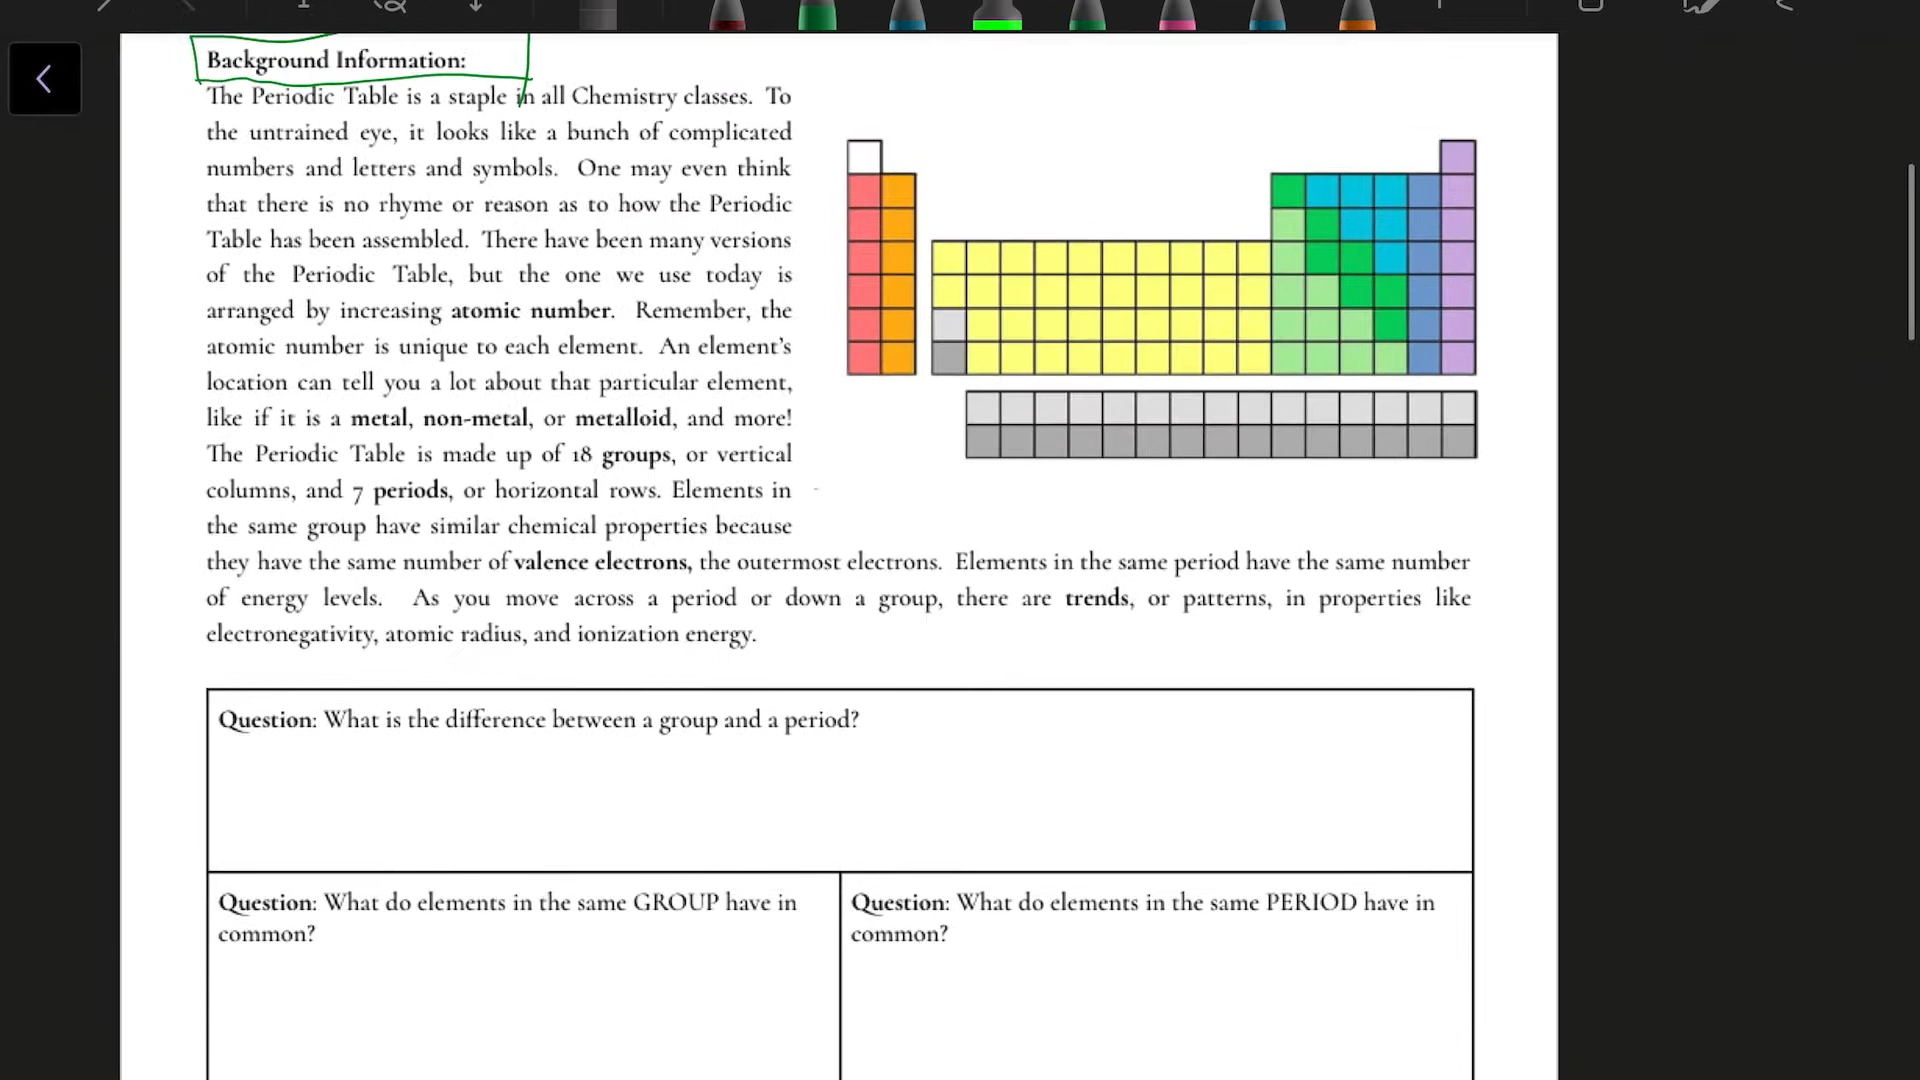 Background Information:
The Periodic Table is a staple in all Chemistry classes. To
the untrained eye, it looks like a bunch of complicated
numbers and letters and symbols. One may even think
that there is no rhyme or reason as to how the Periodic
Table has been assembled. There have been many versions
of the Periodic Table, but the one we use today is
arranged by increasing atomic number. Remember, the
atomic number is unique to each element. An element’s
location can tell you a lot about that particular element,
like if it is a metal, non-metal, or metalloid, and more!
The Periodic Table is made up of 18 groups, or vertical
columns, and 7 periods, or horizontal rows. Elements in
the same group have similar chemical properties because
they have the same number of valence electrons, the outermost electrons. Elements in the same period have the same number
of energy levels. As you move across a period or down a group, there are trends, or patterns, in properties like
electronegativity, atomic radius, and ionization energy.
Question: What is the difference between a group and a period?
Question: What do elements in the same GROUP have in
common?
Question: What do elements in the same PERIOD have in
common?